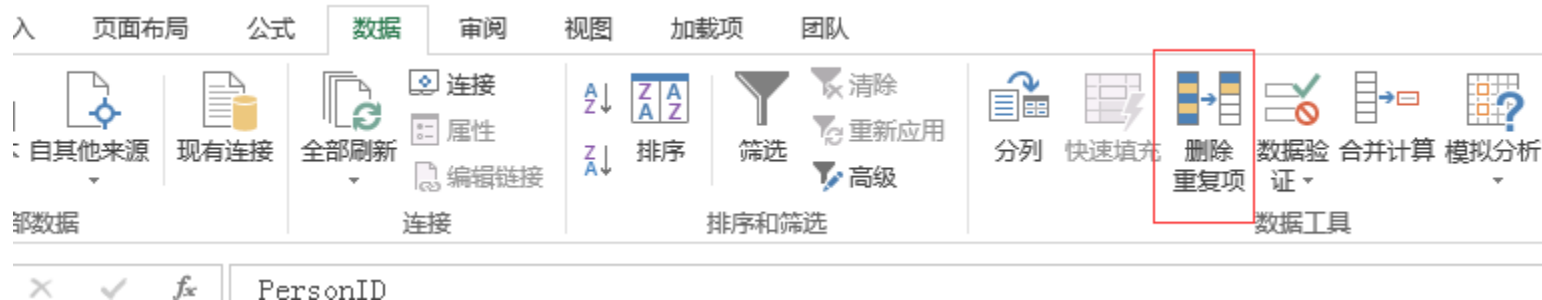 入 页面布局 公式 数据 审阅 视图 加载项 团队
自其他来源 现有连接 全部刷新 连接 属性 编辑链接
排序 筛选 清除 重新应用 高级
分列 快速填充 删除 重复项 数据验证 合并计算 模拟分析
部数据 连接 排序和筛选 数据工具
fx PersonID